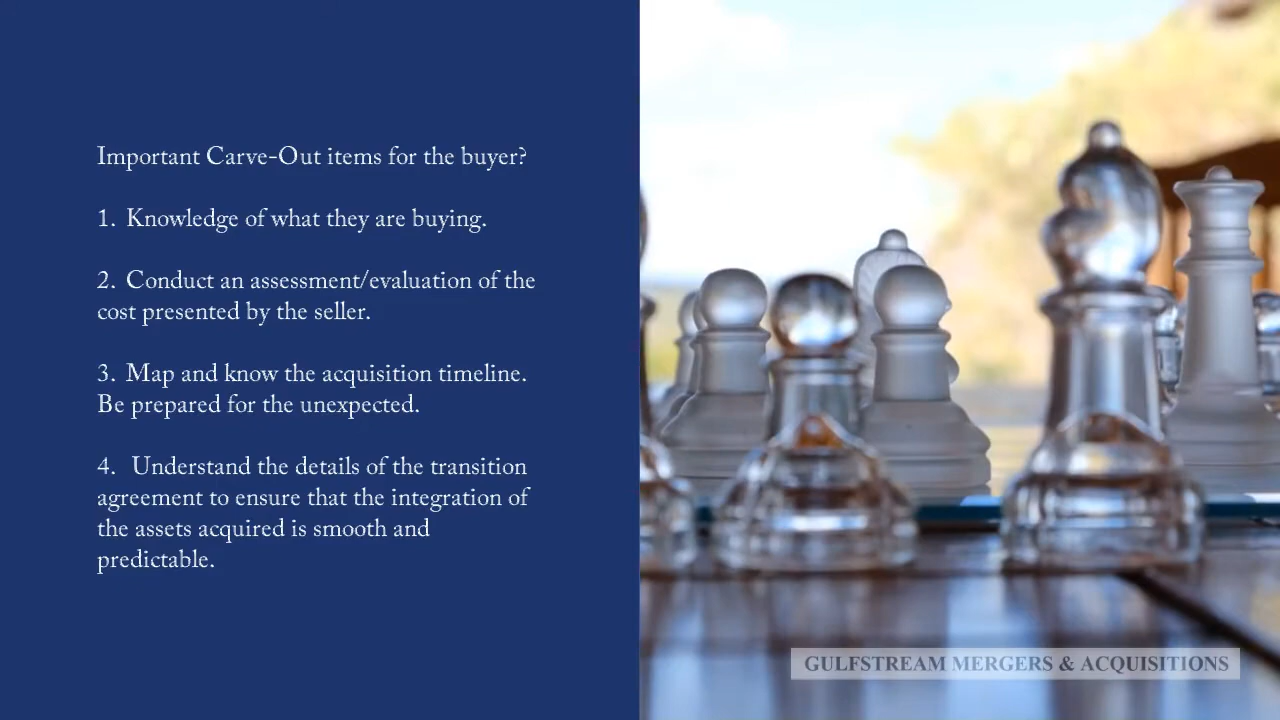 Important Carve-Out items for the buyer?
1. Knowledge of what they are buying.
2. Conduct an assessment/evaluation of the
cost presented by the seller.
3. Map and know the acquisition timeline.
Be prepared for the unexpected.
4. Understand the details of the transition
agreement to ensure that the integration of
the assets acquired is smooth and
predictable.
GULFSTREAM MERGERS & ACQUISITIONS